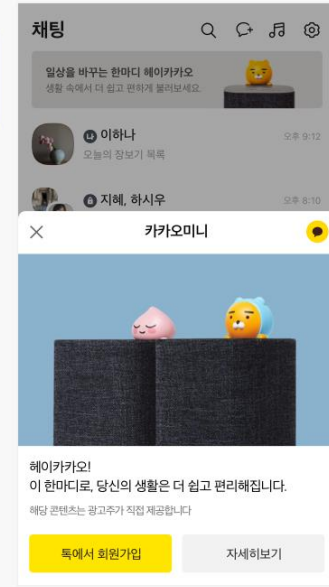 채팅
일상을 바꾸는 한마디 헤이카카오
생활 속에서 더 쉽고 편하게 불러보세요.
나 이하나
오후 9:12
오늘의 장보기 목록
지혜, 하시우
오후 8:10
카카오미니
헤이카카오!
이 한마디로, 당신의 생활은 더 쉽고 편리해집니다.
해당 콘텐츠는 광고주가 직접 제공합니다
톡에서 회원가입
자세히보기